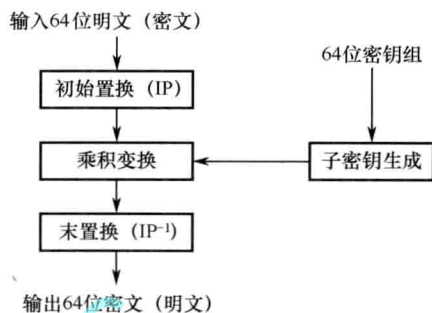 输入64位明文（密文）
64位密钥组
初始置换（IP）
乘积变换
子密钥生成
末置换（IP⁻¹）
输出64位密文（明文）